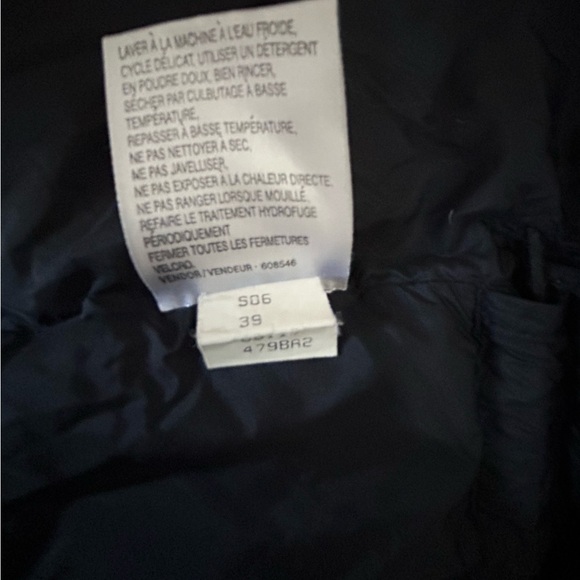 LAVER À LA MACHINE À L'EAU FROIDE,
CYCLE DÉLICAT, UTILISER UN DETERGENT
EN POUDRE DOUX, BIEN RINCER,
SÉCHER PAR CULBUTAGE À BASSE
TEMPÉRATURE,
REPASSER À BASSE TEMPÉRATURE,
NE PAS NETTOYER A SEC,
NE PAS JAVELLISER,
NE PAS EXPOSER À LA CHALEUR DIRECTE,
NE PAS RANGER LORSQUE MOUILLÉ,
REFAIRE LE TRAITEMENT HYDROFUGE
PÉRIODIQUEMENT
FERMER TOUTES LES FERMETURES
VELCRO.
VENDOR/VENDEUR - 608546
S06
39
479BA2